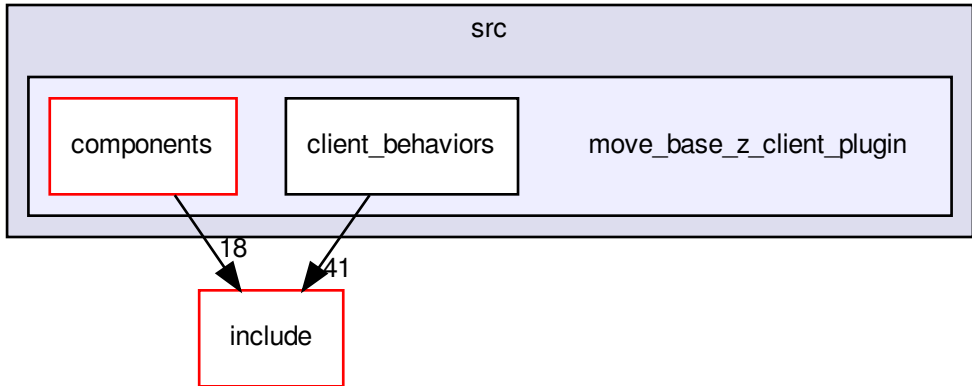 src
components
client_behaviors
move_base_z_client_plugin
18
41
include